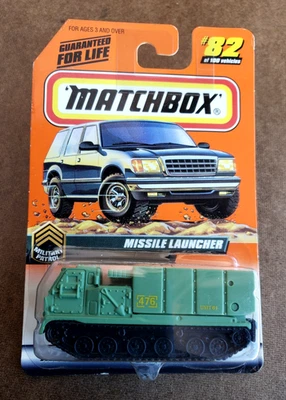 FOR AGES 3 AND OVER
GUARANTEED
FOR LIFE
#82
of 100 vehicles
MATCHBOX
®
MISSILE LAUNCHER
MILITARY
PATROL
476